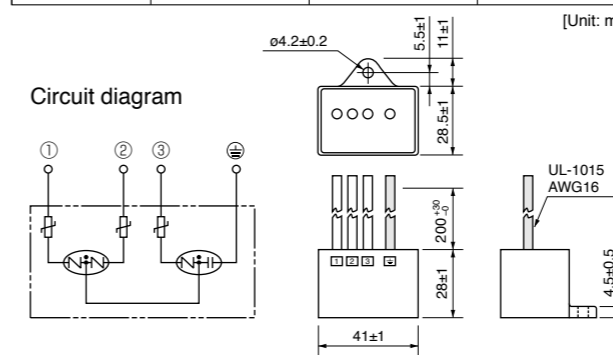 [Unit: m
ø4.2±0.2
5.5±1
11±1
28.5±1
Circuit diagram
① ② ③
UL-1015
AWG16
200 +30 -0
1 2 3
28±1
4.5±0.5
41±1